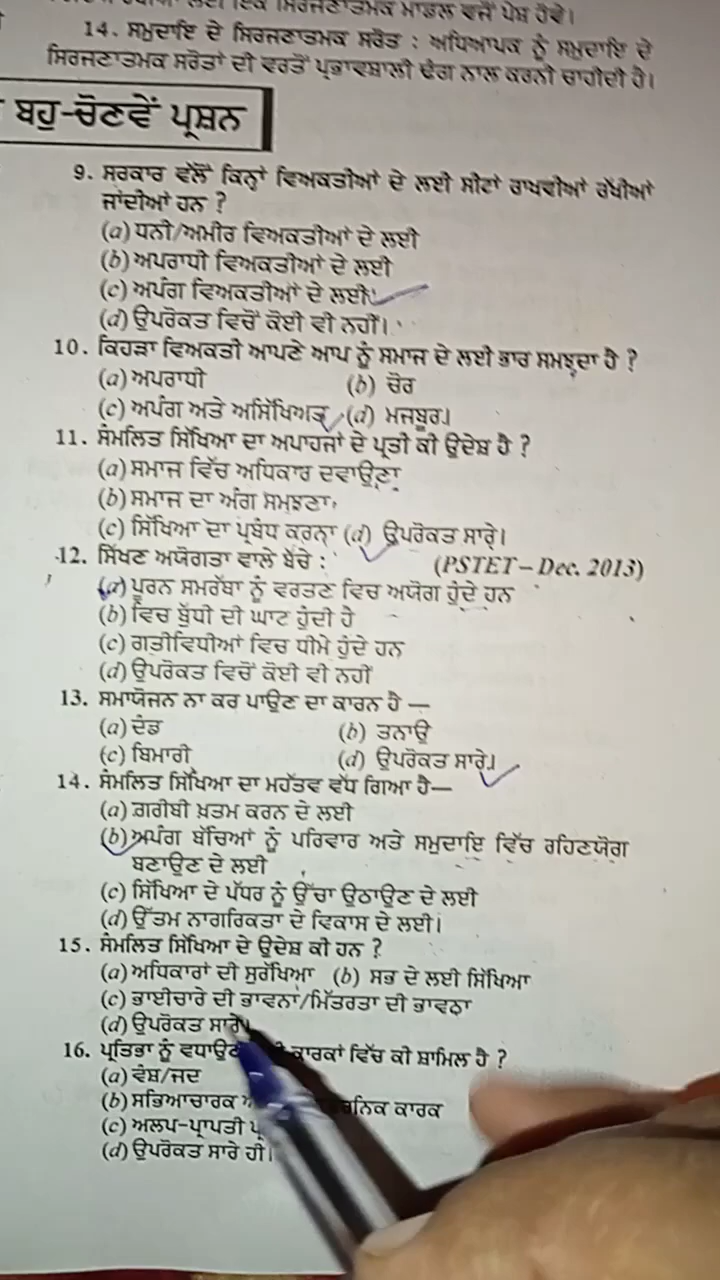 ਸਿਰਜਣਾਤਮਕ ਮਾਡਲ ਵਜੋਂ ਪੇਸ਼ ਹੋਵੇ।
14. ਸਮੁਦਾਇ ਦੇ ਸਿਰਜਣਾਤਮਕ ਸਰੋਤ : ਅਧਿਆਪਕ ਨੂੰ ਸਮੁਦਾਇ ਦੇ
ਸਿਰਜਣਾਤਮਕ ਸਰੋਤਾਂ ਦੀ ਵਰਤੋਂ ਪ੍ਰਭਾਵਸ਼ਾਲੀ ਢੰਗ ਨਾਲ ਕਰਨੀ ਚਾਹੀਦੀ ਹੈ।
ਬਹੁ-ਚੋਣਵੇਂ ਪ੍ਰਸ਼ਨ
9. ਸਰਕਾਰ ਵੱਲੋਂ ਕਿਨ੍ਹਾਂ ਵਿਅਕਤੀਆਂ ਦੇ ਲਈ ਸੀਟਾਂ ਰਾਖਵੀਆਂ ਰੱਖੀਆਂ
ਜਾਂਦੀਆਂ ਹਨ ?
(a) ਧਨੀ/ਅਮੀਰ ਵਿਅਕਤੀਆਂ ਦੇ ਲਈ
(b) ਅਪਰਾਧੀ ਵਿਅਕਤੀਆਂ ਦੇ ਲਈ
(c) ਅਪੰਗ ਵਿਅਕਤੀਆਂ ਦੇ ਲਈ
(d) ਉਪਰੋਕਤ ਵਿਚੋਂ ਕੋਈ ਵੀ ਨਹੀਂ।
10. ਕਿਹੜਾ ਵਿਅਕਤੀ ਆਪਣੇ ਆਪ ਨੂੰ ਸਮਾਜ ਦੇ ਲਈ ਭਾਰ ਸਮਝਦਾ ਹੈ ?
(a) ਅਪਰਾਧੀ (b) ਚੋਰ
(c) ਅਪੰਗ ਅਤੇ ਅਸਿੱਖਿਅਤ (d) ਮਜਬੂਰ।
11. ਸੰਮਲਿਤ ਸਿੱਖਿਆ ਦਾ ਅਪਾਹਜਾਂ ਦੇ ਪ੍ਰਤੀ ਕੀ ਉਦੇਸ਼ ਹੈ ?
(a) ਸਮਾਜ ਵਿੱਚ ਅਧਿਕਾਰ ਦਵਾਉਣਾ
(b) ਸਮਾਜ ਦਾ ਅੰਗ ਸਮਝਣਾ
(c) ਸਿੱਖਿਆ ਦਾ ਪ੍ਰਬੰਧ ਕਰਨਾ (d) ਉਪਰੋਕਤ ਸਾਰੇ।
12. ਸਿੱਖਣ ਅਯੋਗਤਾ ਵਾਲੇ ਬੱਚੇ : (PSTET – Dec. 2013)
(a) ਪੂਰਨ ਸਮਰੱਥਾ ਨੂੰ ਵਰਤਣ ਵਿਚ ਅਯੋਗ ਹੁੰਦੇ ਹਨ
(b) ਵਿਚ ਬੁੱਧੀ ਦੀ ਘਾਟ ਹੁੰਦੀ ਹੈ
(c) ਗਤੀਵਿਧੀਆਂ ਵਿਚ ਧੀਮੇ ਹੁੰਦੇ ਹਨ
(d) ਉਪਰੋਕਤ ਵਿਚੋਂ ਕੋਈ ਵੀ ਨਹੀਂ
13. ਸਮਾਯੋਜਨ ਨਾ ਕਰ ਪਾਉਣ ਦਾ ਕਾਰਨ ਹੈ —
(a) ਦੰਡ (b) ਤਨਾਉ
(c) ਬਿਮਾਰੀ (d) ਉਪਰੋਕਤ ਸਾਰੇ।
14. ਸੰਮਲਿਤ ਸਿੱਖਿਆ ਦਾ ਮਹੱਤਵ ਵੱਧ ਗਿਆ ਹੈ—
(a) ਗ਼ਰੀਬੀ ਖ਼ਤਮ ਕਰਨ ਦੇ ਲਈ
(b) ਅਪੰਗ ਬੱਚਿਆਂ ਨੂੰ ਪਰਿਵਾਰ ਅਤੇ ਸਮੁਦਾਇ ਵਿੱਚ ਰਹਿਣਯੋਗ
ਬਣਾਉਣ ਦੇ ਲਈ
(c) ਸਿੱਖਿਆ ਦੇ ਪੱਧਰ ਨੂੰ ਉੱਚਾ ਉਠਾਉਣ ਦੇ ਲਈ
(d) ਉੱਤਮ ਨਾਗਰਿਕਤਾ ਦੇ ਵਿਕਾਸ ਦੇ ਲਈ।
15. ਸੰਮਲਿਤ ਸਿੱਖਿਆ ਦੇ ਉਦੇਸ਼ ਕੀ ਹਨ ?
(a) ਅਧਿਕਾਰਾਂ ਦੀ ਸੁਰੱਖਿਆ (b) ਸਭ ਦੇ ਲਈ ਸਿੱਖਿਆ
(c) ਭਾਈਚਾਰੇ ਦੀ ਭਾਵਨਾ/ਮਿੱਤਰਤਾ ਦੀ ਭਾਵਨਾ
(d) ਉਪਰੋਕਤ ਸਾਰੇ।
16. ਪ੍ਰਤਿਭਾ ਨੂੰ ਕਾਰਕਾਂ ਵਿੱਚ ਕੀ ਸ਼ਾਮਿਲ ਹੈ ?
(a) ਵੰਸ਼/ਜਦ
(b) ਸਭਿਆਚਾਰਕ ਕਾਰਕ
(c) ਅਲਪ-ਪ੍ਰਾਪਤੀ
(d) ਉਪਰੋਕਤ ਸਾਰੇ ਹੀ।